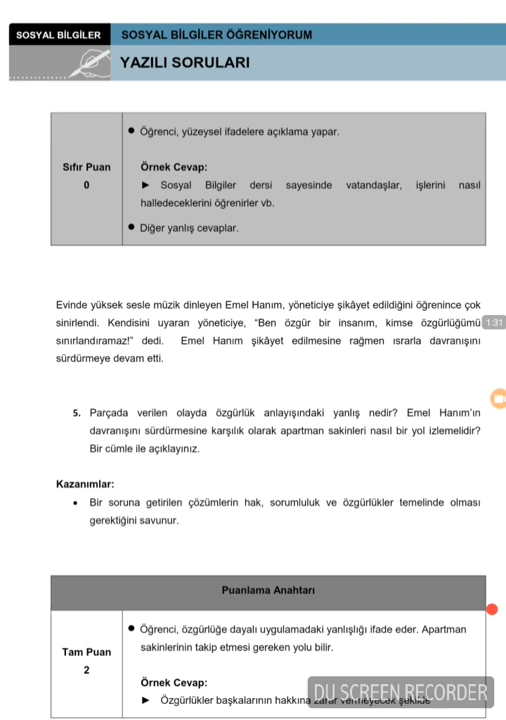 SOSYAL BİLGİLER
SOSYAL BİLGİLER ÖĞRENİYORUM
YAZILI SORULARI
● Öğrenci, yüzeysel ifadelere açıklama yapar.
Sıfır Puan
0
Örnek Cevap:
► Sosyal Bilgiler dersi sayesinde vatandaşlar, işlerini nasıl
halledeceklerini öğrenirler vb.
● Diğer yanlış cevaplar.
Evinde yüksek sesle müzik dinleyen Emel Hanım, yöneticiye şikâyet edildiğini öğrenince çok
sinirlendi. Kendisini uyaran yöneticiye, “Ben özgür bir insanım, kimse özgürlüğümü
1:31
sınırlandıramaz!” dedi. Emel Hanım şikâyet edilmesine rağmen ısrarla davranışını
sürdürmeye devam etti.
5. Parçada verilen olayda özgürlük anlayışındaki yanlış nedir? Emel Hanım’ın
davranışını sürdürmesine karşılık olarak apartman sakinleri nasıl bir yol izlemelidir?
Bir cümle ile açıklayınız.
Kazanımlar:
• Bir soruna getirilen çözümlerin hak, sorumluluk ve özgürlükler temelinde olması
gerektiğini savunur.
Puanlama Anahtarı
● Öğrenci, özgürlüğe dayalı uygulamadaki yanlışlığı ifade eder. Apartman
sakinlerinin takip etmesi gereken yolu bilir.
Tam Puan
2
Örnek Cevap:
► Özgürlükler başkalarının hakkına zarar vermeyecek şekilde
DU SCREEN RECORDER